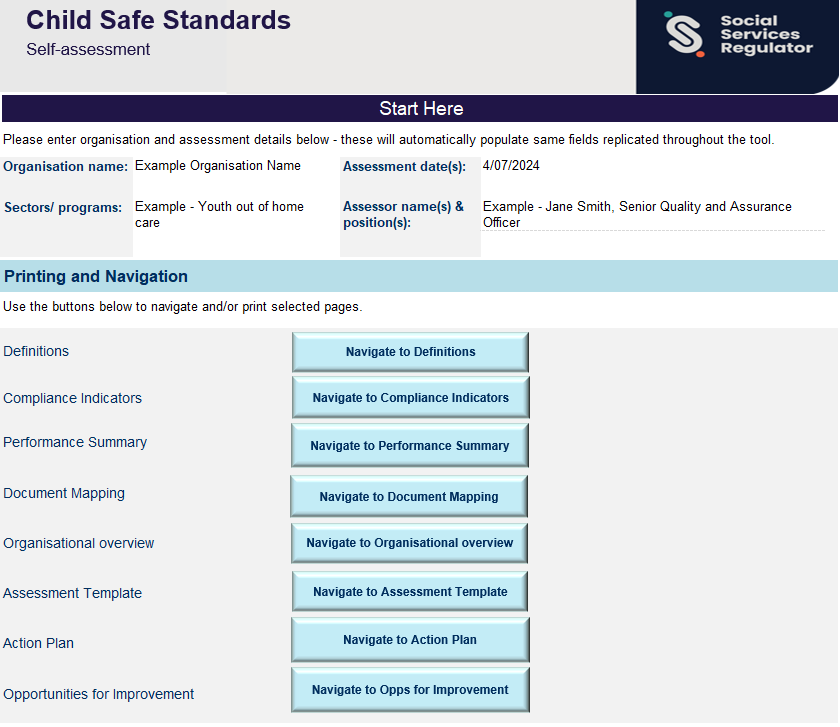 Child Safe Standards
Self-assessment
Social
Services
Regulator
Start Here
Please enter organisation and assessment details below - these will automatically populate same fields replicated throughout the tool.
Organisation name: Example Organisation Name Assessment date(s): 4/07/2024
Sectors/ programs: Example - Youth out of home
care
Assessor name(s) &
position(s):
Example - Jane Smith, Senior Quality and Assurance
Officer
Printing and Navigation
Use the buttons below to navigate and/or print selected pages.
Definitions Navigate to Definitions
Compliance Indicators Navigate to Compliance Indicators
Performance Summary Navigate to Performance Summary
Document Mapping Navigate to Document Mapping
Organisational overview Navigate to Organisational overview
Assessment Template Navigate to Assessment Template
Action Plan Navigate to Action Plan
Opportunities for Improvement Navigate to Opps for Improvement